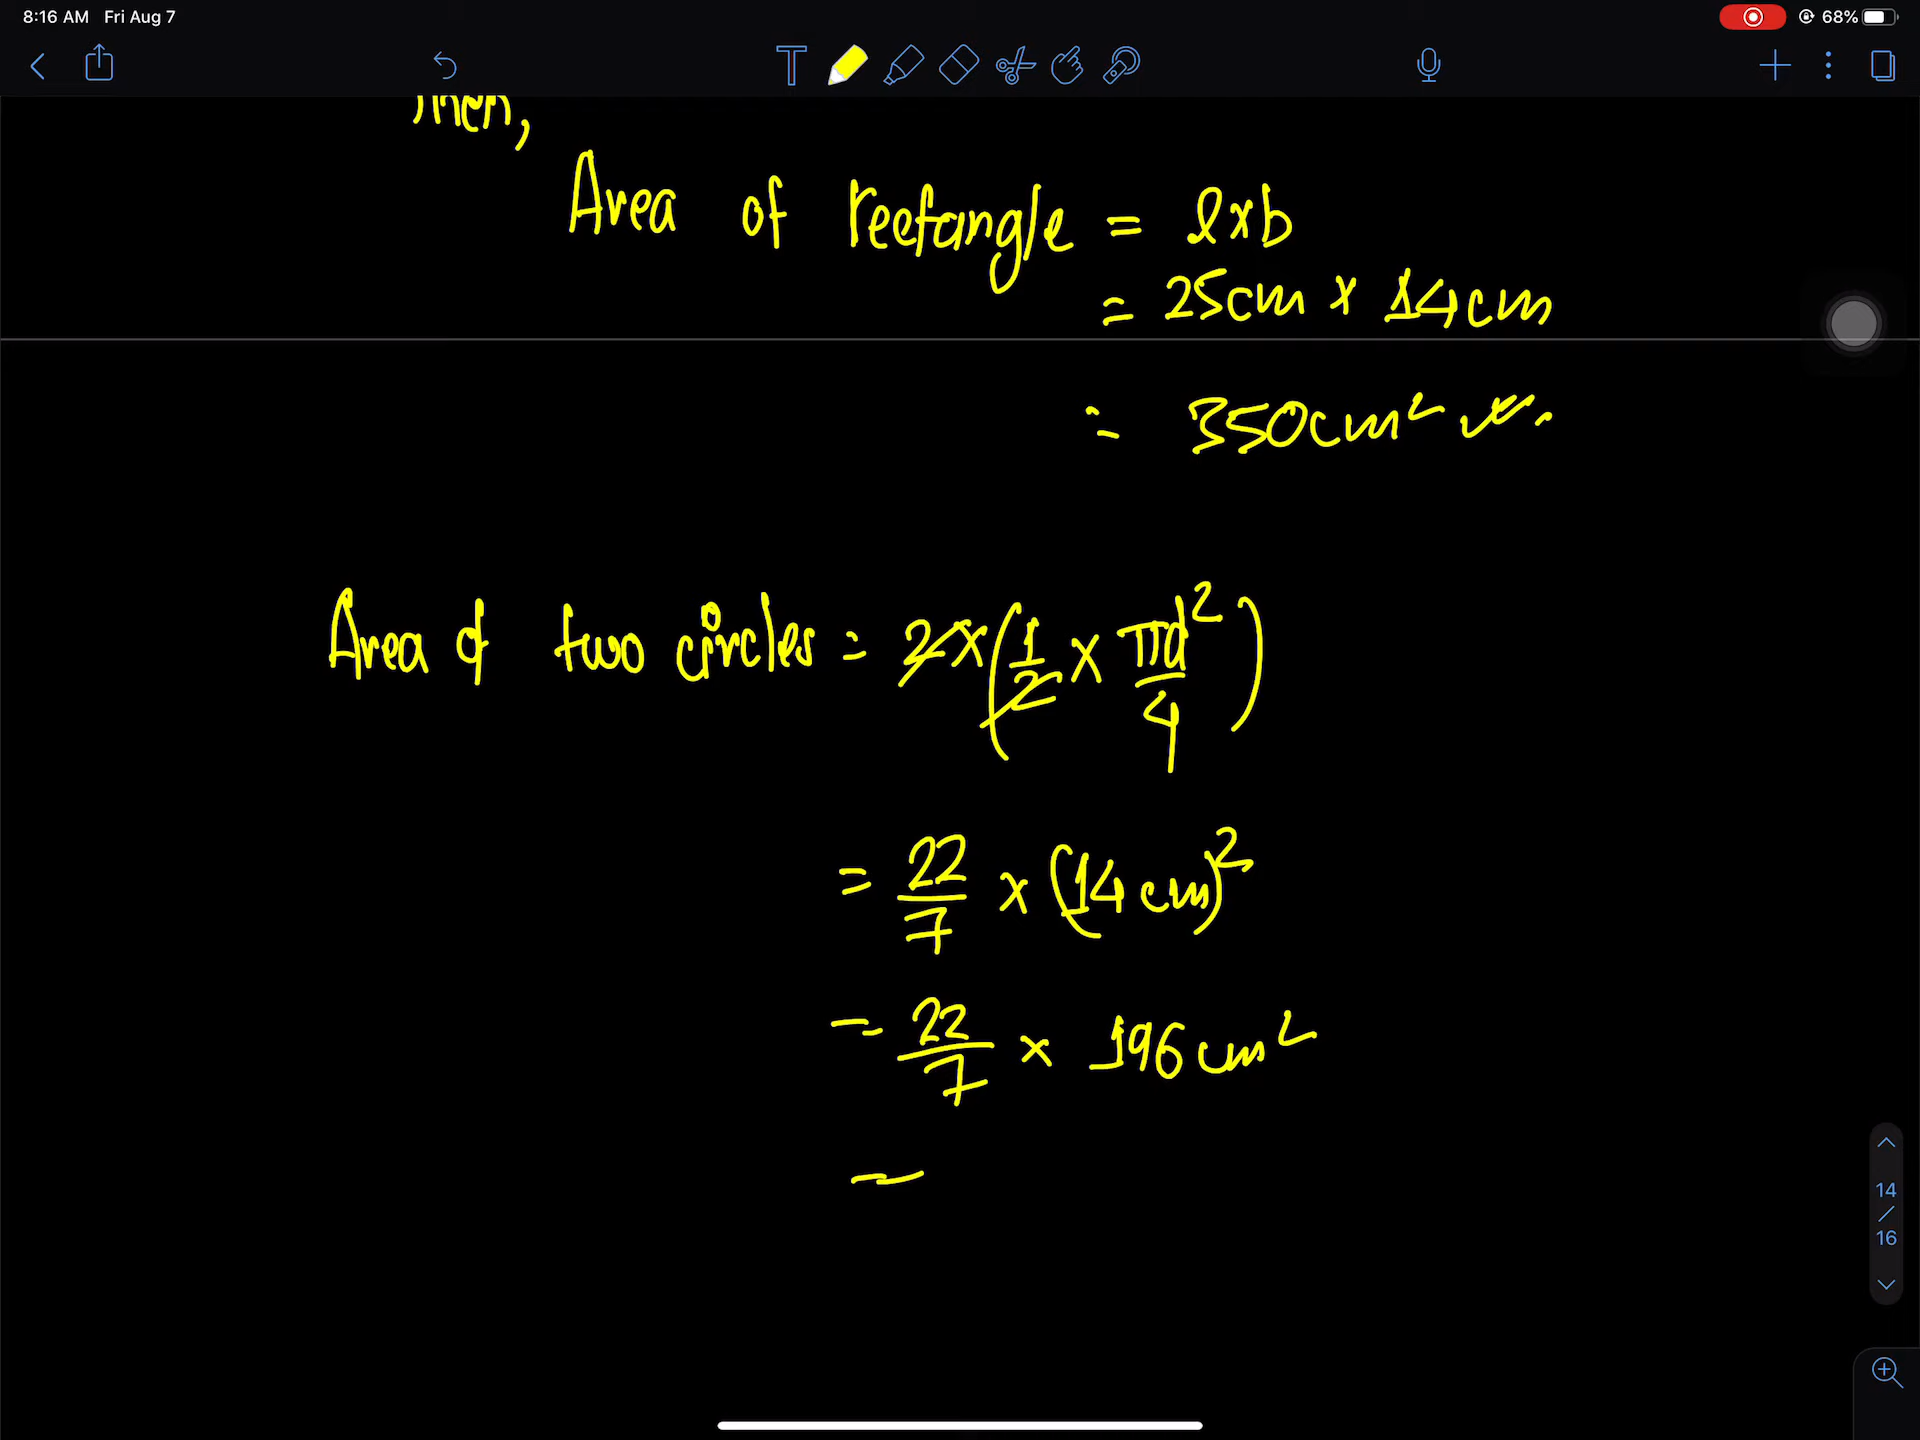 8:16 AM Fri Aug 7
68%
Then,
Area of rectangle = l x b
= 25cm x 14cm
= 350cm²
Area of two circles = 2 x (1/2 x πd²/4)
= 22/7 x (14 cm)²
= 22/7 x 196 cm²
=
14
/
16